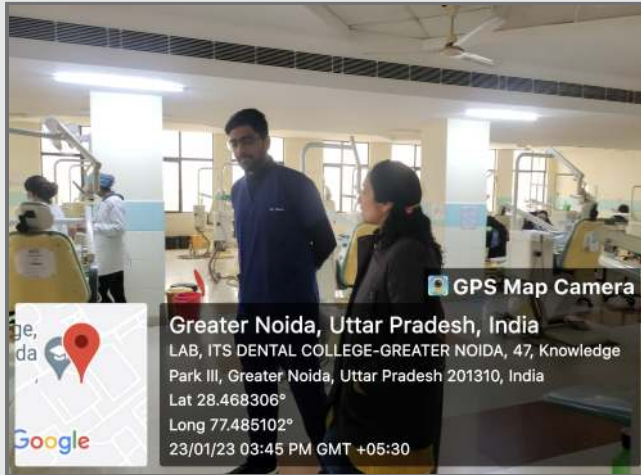 GPS Map Camera
Greater Noida, Uttar Pradesh, India
LAB, ITS DENTAL COLLEGE-GREATER NOIDA, 47, Knowledge
Park III, Greater Noida, Uttar Pradesh 201310, India
Lat 28.468306°
Long 77.485102°
23/01/23 03:45 PM GMT +05:30
ge,
da
Google